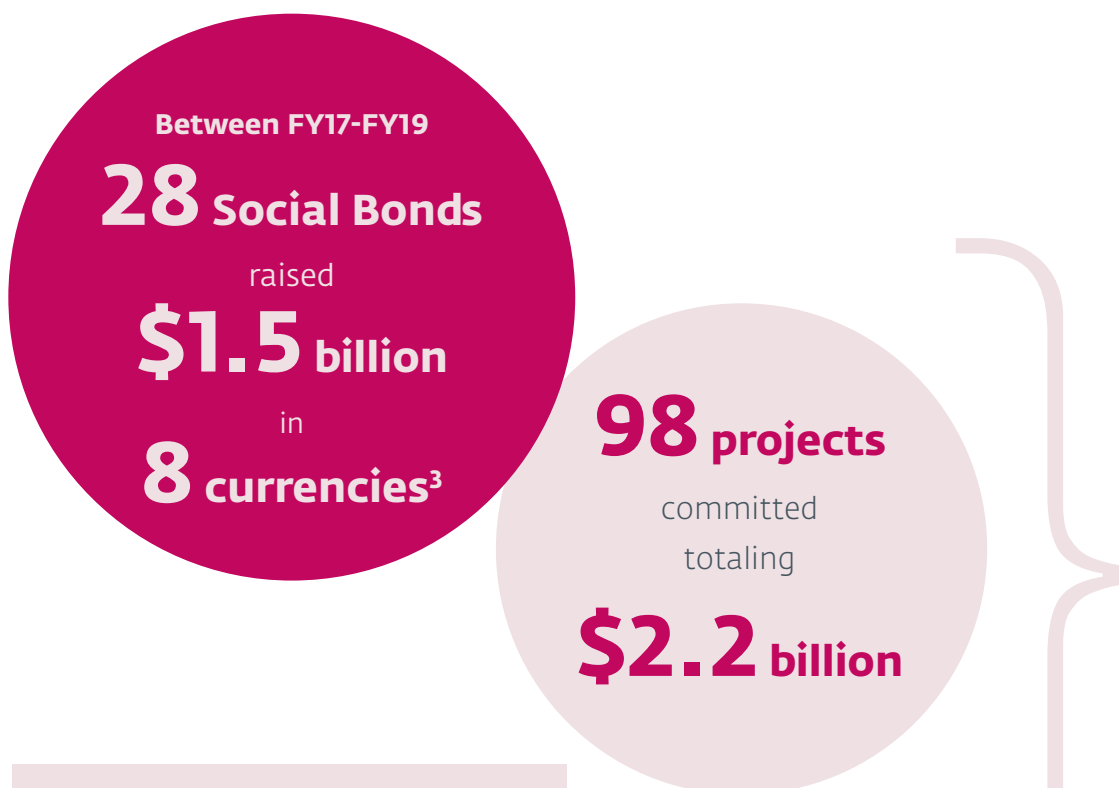 Between FY17-FY19
28 Social Bonds
raised
$1.5 billion
in
8 currencies³
98 projects
committed
totaling
$2.2 billion